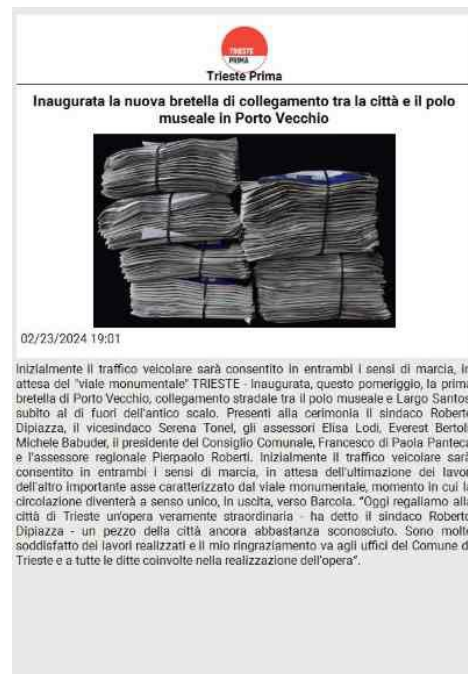 TRIESTE
PRIMA
Trieste Prima
Inaugurata la nuova bretella di collegamento tra la città e il polo
museale in Porto Vecchio
02/23/2024 19:01
Inizialmente il traffico veicolare sarà consentito in entrambi i sensi di marcia, in
attesa del "viale monumentale" TRIESTE - Inaugurata, questo pomeriggio, la prima
bretella di Porto Vecchio, collegamento stradale tra il polo museale e Largo Santos
subito al di fuori dell'antico scalo. Presenti alla cerimonia il sindaco Roberto
Dipiazza, il vicesindaco Serena Tonel, gli assessori Elisa Lodi, Everest Bertoli
Michele Babuder, il presidente del Consiglio Comunale, Francesco di Paola Panteca
e l'assessore regionale Pierpaolo Roberti. Inizialmente il traffico veicolare sarà
consentito in entrambi i sensi di marcia, in attesa dell'ultimazione dei lavori
dell'altro importante asse caratterizzato dal viale monumentale, momento in cui la
circolazione diventerà a senso unico, in uscita, verso Barcola. "Oggi regaliamo alla
città di Trieste un'opera veramente straordinaria - ha detto il sindaco Roberto
Dipiazza - un pezzo della città ancora abbastanza sconosciuto. Sono molto
soddisfatto dei lavori realizzati e il mio ringraziamento va agli uffici del Comune di
Trieste e a tutte le ditte coinvolte nella realizzazione dell'opera".